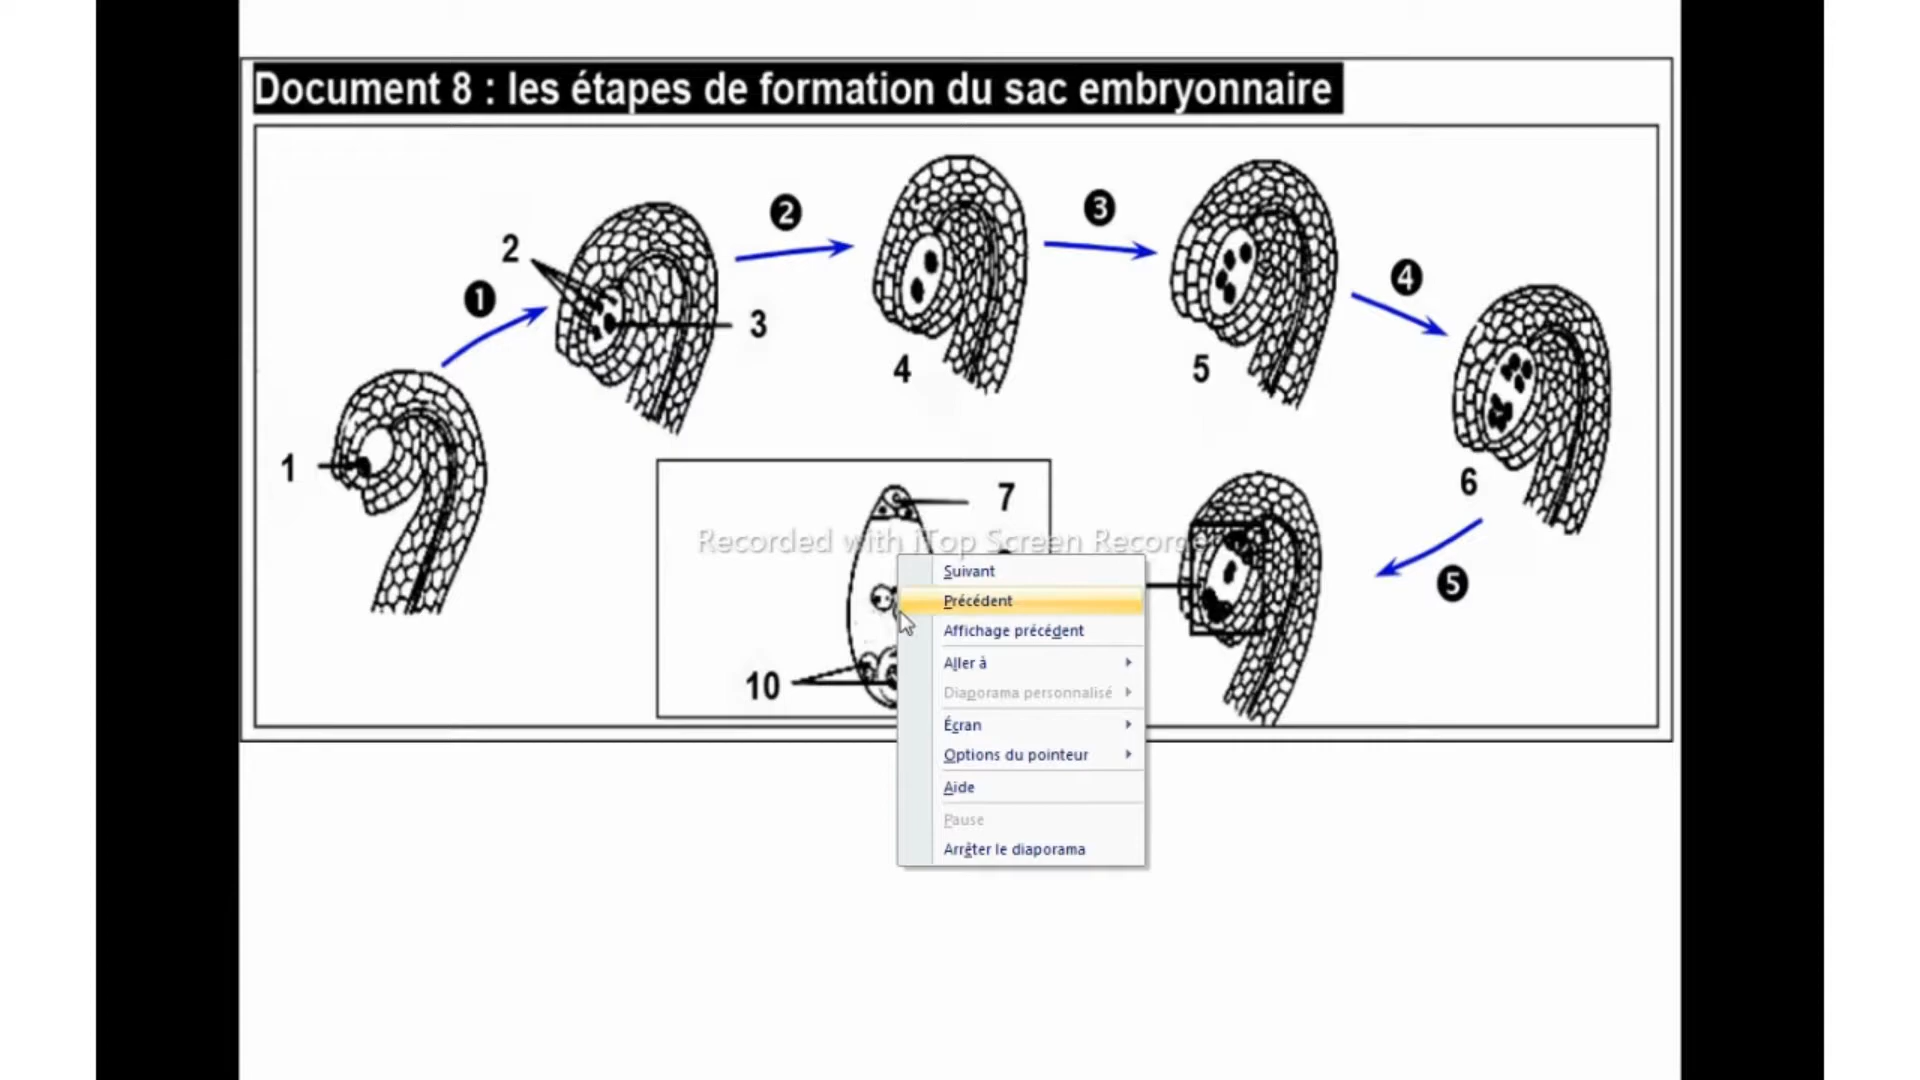 Document 8 : les étapes de formation du sac embryonnaire
❷
❸
2
❹
❶
3
4
5
1
6
7
Recorded with iTop Screen Recorder
❺
10
Suivant
Précédent
Affichage précédent
Aller à
Diaporama personnalisé
Écran
Options du pointeur
Aide
Pause
Arrêter le diaporama